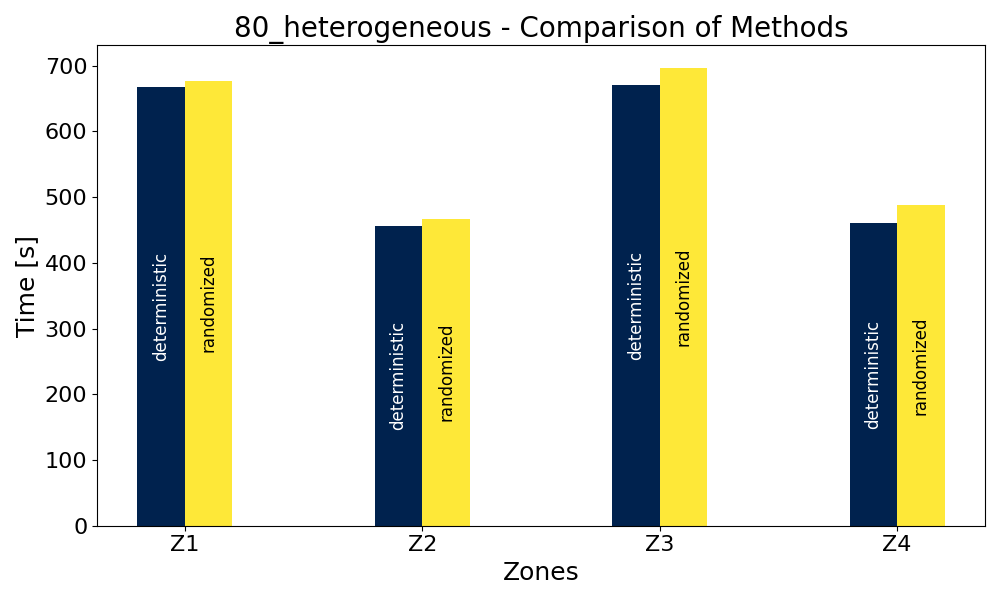 80_heterogeneous - Comparison of Methods
Time [s]
700
600
500
400
300
200
100
0
deterministic
randomized
deterministic
randomized
deterministic
randomized
deterministic
randomized
Z1
Z2
Z3
Z4
Zones